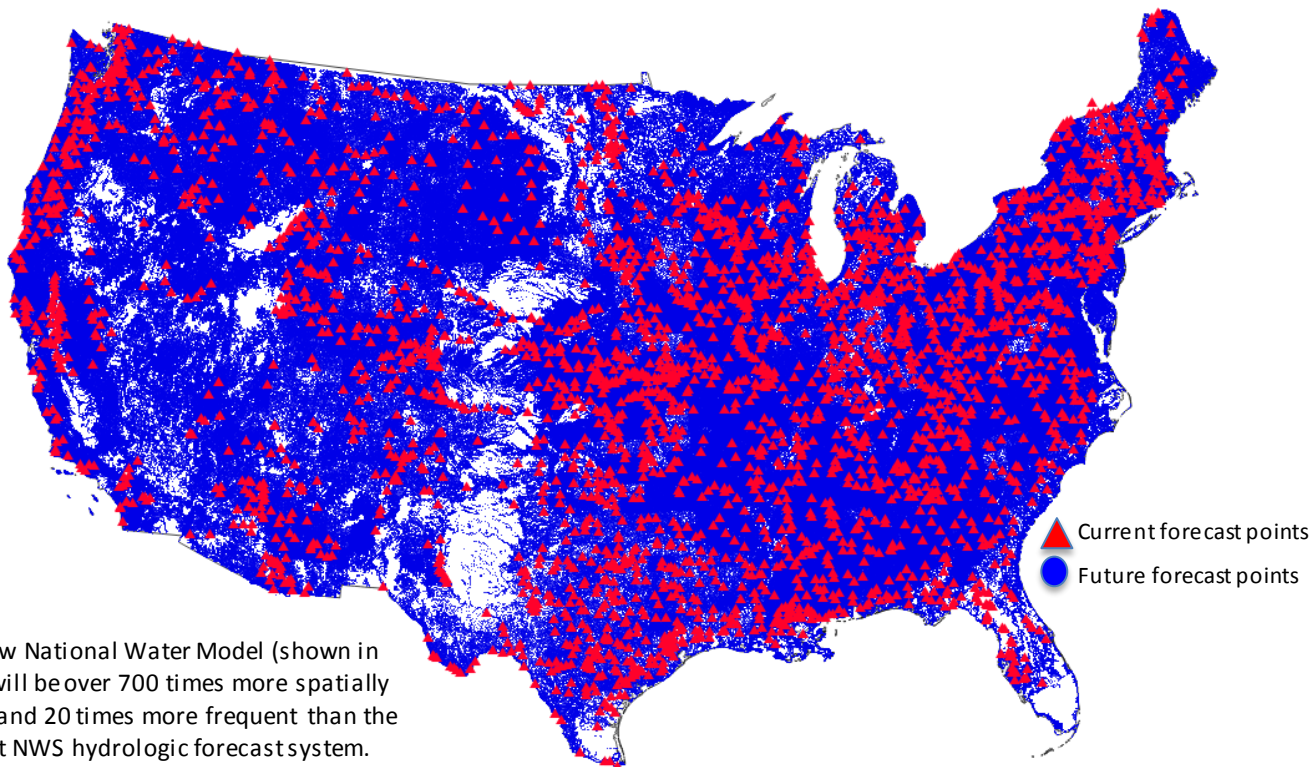 Current forecast points
Future forecast points
w National Water Model (shown in
will be over 700 times more spatially
and 20 times more frequent than the
t NWS hydrologic forecast system.